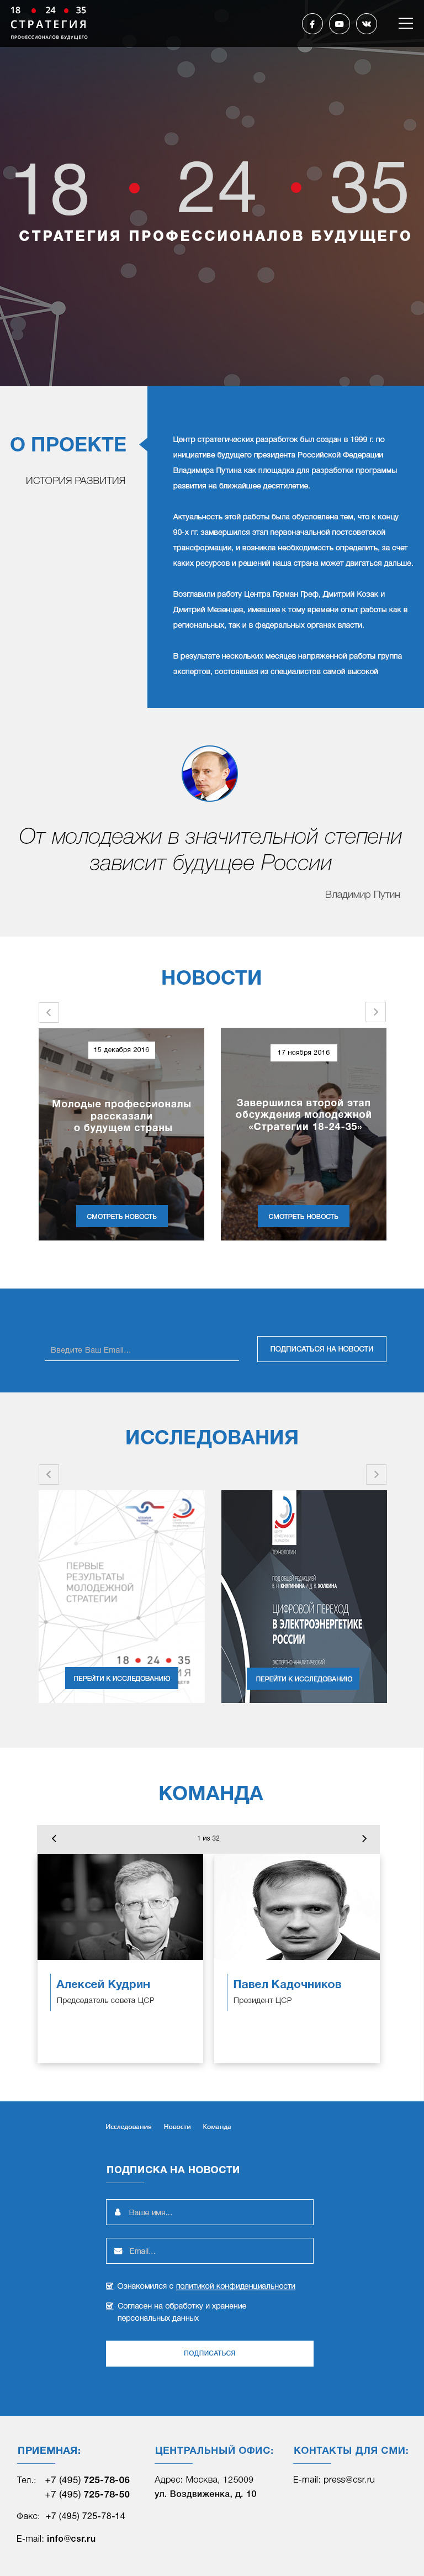 18 24 35
СТРАТЕГИЯ
ПРОФЕССИОНАЛОВ БУДУЩЕГО
18 • 24 • 35
СТРАТЕГИЯ ПРОФЕССИОНАЛОВ БУДУЩЕГО
О ПРОЕКТЕ
ИСТОРИЯ РАЗВИТИЯ
Центр стратегических разработок был создан в 1999 г. по
инициативе будущего президента Российской Федерации
Владимира Путина как площадка для разработки программы
развития на ближайшее десятилетие.
Актуальность этой работы была обусловлена тем, что к концу
90-х гг. замвершился этап первоначальной постсоветской
трансформации, и возникла необходимость определить, за счет
каких ресурсов и решений наша страна может двигаться дальше.
Возглавили работу Центра Герман Греф, Дмитрий Козак и
Дмитрий Мезенцев, имевшие к тому времени опыт работы как в
региональных, так и в федеральных органах власти.
В результате нескольких месяцев напряженной работы группа
экспертов, состоявшая из специалистов самой высокой
От молодеажи в значительной степени
зависит будущее России
Владимир Путин
НОВОСТИ
15 декабря 2016
Молодые профессионалы
рассказали
о будущем страны
СМОТРЕТЬ НОВОСТЬ
17 ноября 2016
Завершился второй этап
обсуждения молодежной
«Стратегии 18-24-35»
СМОТРЕТЬ НОВОСТЬ
Введите Ваш Email...
ПОДПИСАТЬСЯ НА НОВОСТИ
ИССЛЕДОВАНИЯ
ПЕРВЫЕ
РЕЗУЛЬТАТЫ
МОЛОДЕЖНОЙ
СТРАТЕГИИ
18 • 24 • 35
ПЕРЕЙТИ К ИССЛЕДОВАНИЮ
ПОД ОБЩЕЙ РЕДАКЦИЕЙ
В. Н. КНЯГИНИНА И Д. В. ХОЛКИНА
ЦИФРОВОЙ ПЕРЕХОД
В ЭЛЕКТРОЭНЕРГЕТИКЕ
РОССИИ
ЭКСПЕРТНО-АНАЛИТИЧЕСКИЙ
ПЕРЕЙТИ К ИССЛЕДОВАНИЮ
КОМАНДА
1 из 32
Алексей Кудрин
Председатель совета ЦСР
Павел Кадочников
Президент ЦСР
Исследования Новости Команда
ПОДПИСКА НА НОВОСТИ
Ваше имя...
Email...
Ознакомился с политикой конфиденциальности
Согласен на обработку и хранение
персональных данных
ПОДПИСАТЬСЯ
ПРИЕМНАЯ:
Тел.: +7 (495) 725-78-06
+7 (495) 725-78-50
Факс: +7 (495) 725-78-14
E-mail: info@csr.ru
ЦЕНТРАЛЬНЫЙ ОФИС:
Адрес: Москва, 125009
ул. Воздвиженка, д. 10
КОНТАКТЫ ДЛЯ СМИ:
E-mail: press@csr.ru